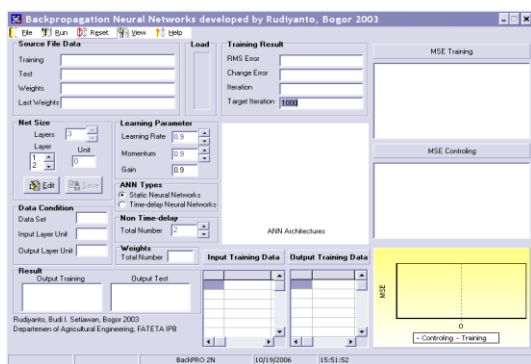 Backpropagation Neural Networks developed by Rudiyanto, Bogor 2003
File Run Reset View Help
Source File Data
Training
Test
Weights
Last Weights
Load
Training Result
RMS Error
Change Error
Iteration
Target Iteration 1000
MSE Training
Net Size
Layers 3
Layer Unit
1 0
2
Edit Save
Learning Parameter
Learning Rate 0.9
Momentum 0.9
Gain 0.9
ANN Types
Static Neural Networks
Time-delay Neural Networks
Non Time-delay
Total Number 2
Weights
Total Number
ANN Architectures
MSE Controling
Data Condition
Data Set
Input Layer Unit
Output Layer Unit
Input Training Data
Output Training Data
Result
Output Training Output Test
MSE
0
Controling Training
Rudiyanto, Budi I. Setiawan, Bogor 2003
Departemen of Agricultural Engineering, FATETA IPB
BackPRO 2N 10/19/2006 15:51:52